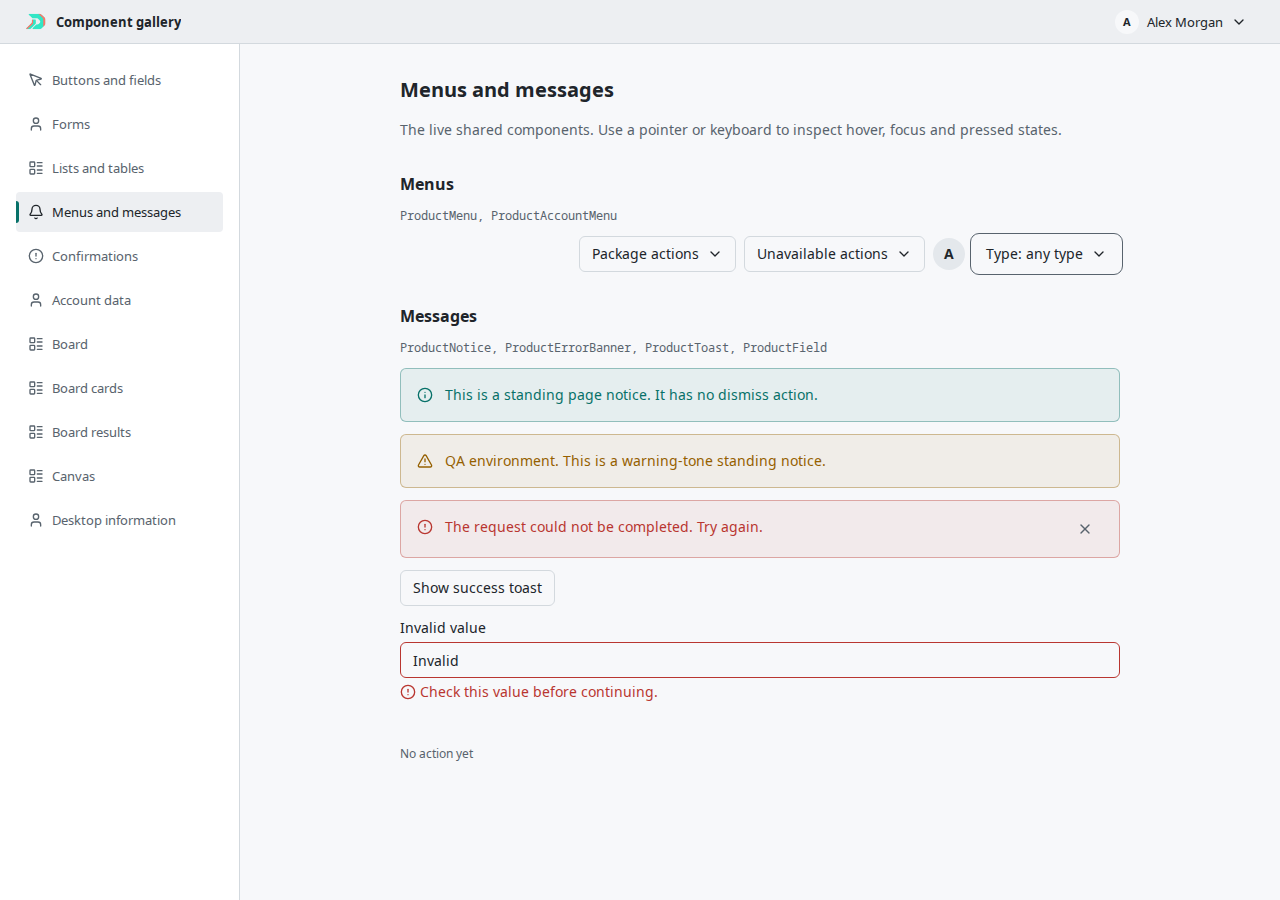 Component gallery
A Alex Morgan
Buttons and fields
Forms
Lists and tables
Menus and messages
Confirmations
Account data
Board
Board cards
Board results
Canvas
Desktop information
Menus and messages
The live shared components. Use a pointer or keyboard to inspect hover, focus and pressed states.
Menus
ProductMenu, ProductAccountMenu
Package actions Unavailable actions A Type: any type
Messages
ProductNotice, ProductErrorBanner, ProductToast, ProductField
This is a standing page notice. It has no dismiss action.
QA environment. This is a warning-tone standing notice.
The request could not be completed. Try again.
Show success toast
Invalid value
Invalid
Check this value before continuing.
No action yet